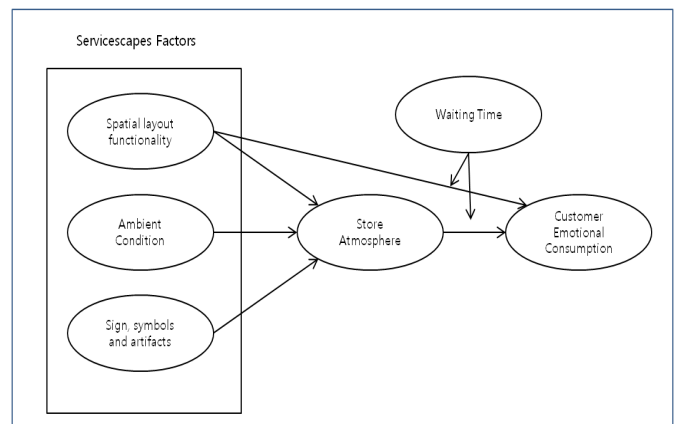 Servicescapes Factors
Spatial layout
functionality
Waiting Time
Ambient
Condition
Store
Atmosphere
Customer
Emotional
Consumption
Sign, symbols
and artifacts